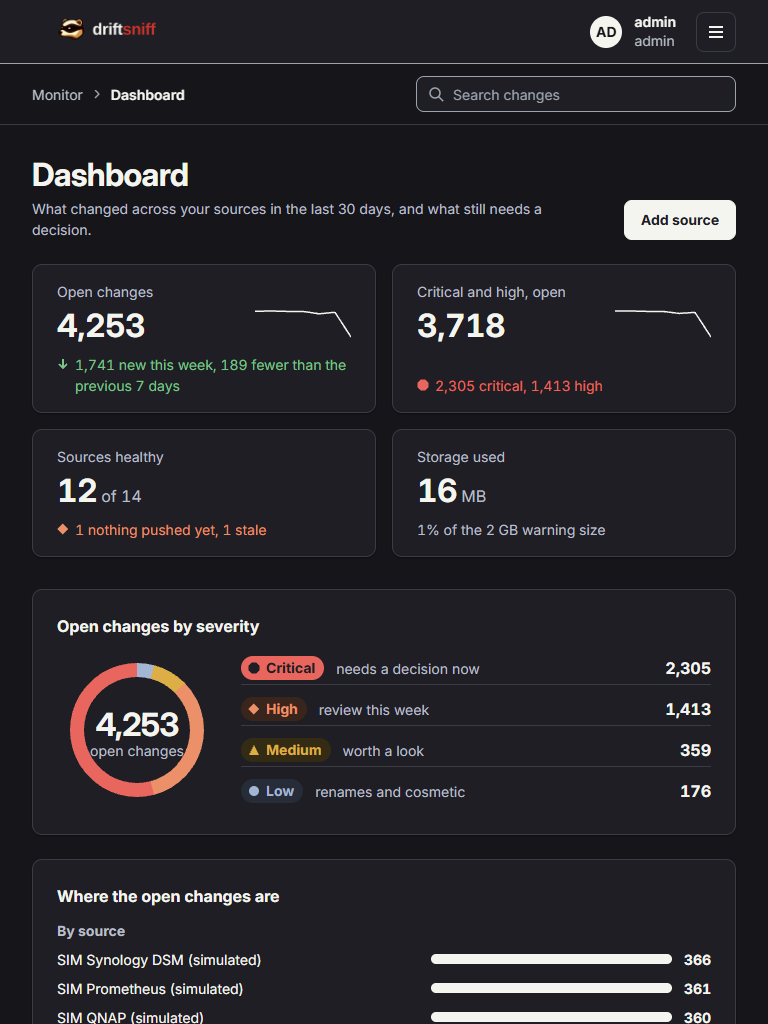 driftsniff
AD
admin
admin
Monitor > Dashboard
Search changes
Dashboard
What changed across your sources in the last 30 days, and what still needs a
decision.
Add source
Open changes
4,253
1,741 new this week, 189 fewer than the
previous 7 days
Critical and high, open
3,718
2,305 critical, 1,413 high
Sources healthy
12 of 14
1 nothing pushed yet, 1 stale
Storage used
16 MB
1% of the 2 GB warning size
Open changes by severity
4,253
open changes
Critical needs a decision now 2,305
High review this week 1,413
Medium worth a look 359
Low renames and cosmetic 176
Where the open changes are
By source
SIM Synology DSM (simulated) 366
SIM Prometheus (simulated) 361
SIM QNAP (simulated) 360